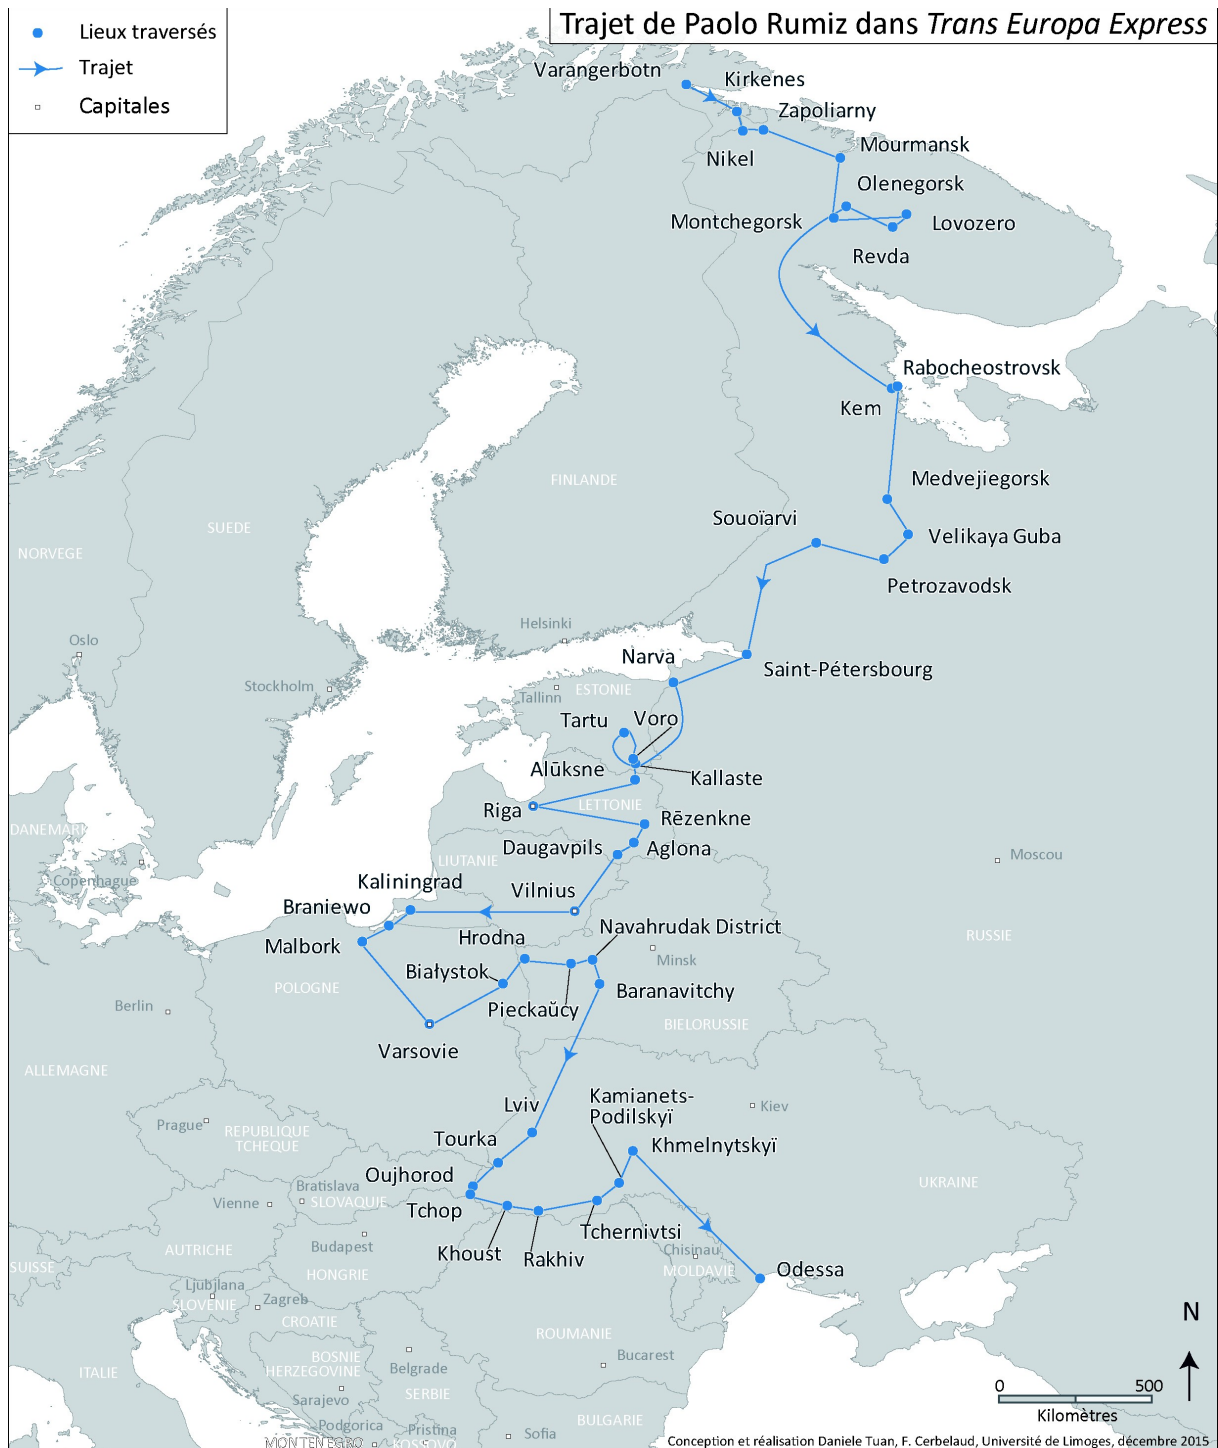 Trajet de Paolo Rumiz dans Trans Europa Express
Lieux traversés
Trajet
Capitales
Varangerbotn
Kirkenes
Zapoliarny
Nikel
Mourmansk
Olenegorsk
Montchegorsk
Lovozero
Revda
Rabocheostrovsk
Kem
Medvejiegorsk
FINLANDE
Souoïarvi
SUEDE
Velikaya Guba
NORVEGE
Petrozavodsk
Helsinki
Oslo
Narva
Saint-Pétersbourg
Stockholm
Tallinn
ESTONIE
Tartu
Voro
Alūksne
Kallaste
Riga
LETTONIE
Rēzenkne
DANEMARK
Daugavpils
Aglona
Moscou
LIUTANIE
Copenhague
Kaliningrad
Vilnius
Braniewo
Navahrudak District
Hrodna
RUSSIE
Malbork
Minsk
Białystok
POLOGNE
Baranavitchy
Berlin
Pieckaŭcy
BIELORUSSIE
Varsovie
ALLEMAGNE
Kamianets-
Podilskyï
Lviv
Kiev
Prague
REPUBLIQUE
TCHEQUE
Tourka
Khmelnytskyï
Oujhorod
Bratislava
UKRAINE
Vienne
SLOVAQUIE
Tchop
Tchernivtsi
Budapest
AUTRICHE
Khoust
Rakhiv
Chisinau
SUISSE
HONGRIE
MOLDAVIE
Odessa
Ljubljana
SLOVENIE
Zagreb
CROATIE
N
ROUMANIE
BOSNIE
HERZEGOVINE
Belgrade
Bucarest
ITALIE
SERBIE
Sarajevo
0 500
Kilomètres
Podgorica
Pristina
BULGARIE
Sofia
MONTENEGRO
KOSSOVO
Conception et réalisation Daniele Tuan, F. Cerbelaud, Université de Limoges, décembre 2015